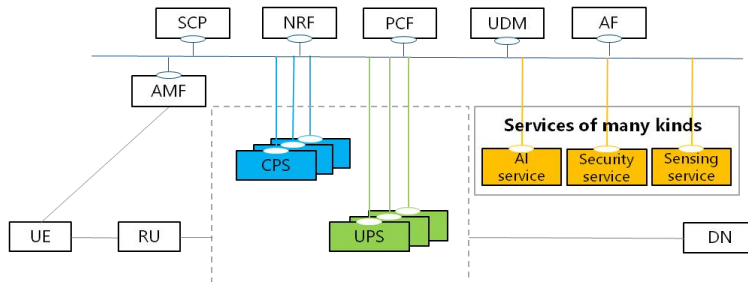 SCP
NRF
PCF
UDM
AF
AMF
Services of many kinds
CPS
AI
service
Security
service
Sensing
service
UE
RU
UPS
DN